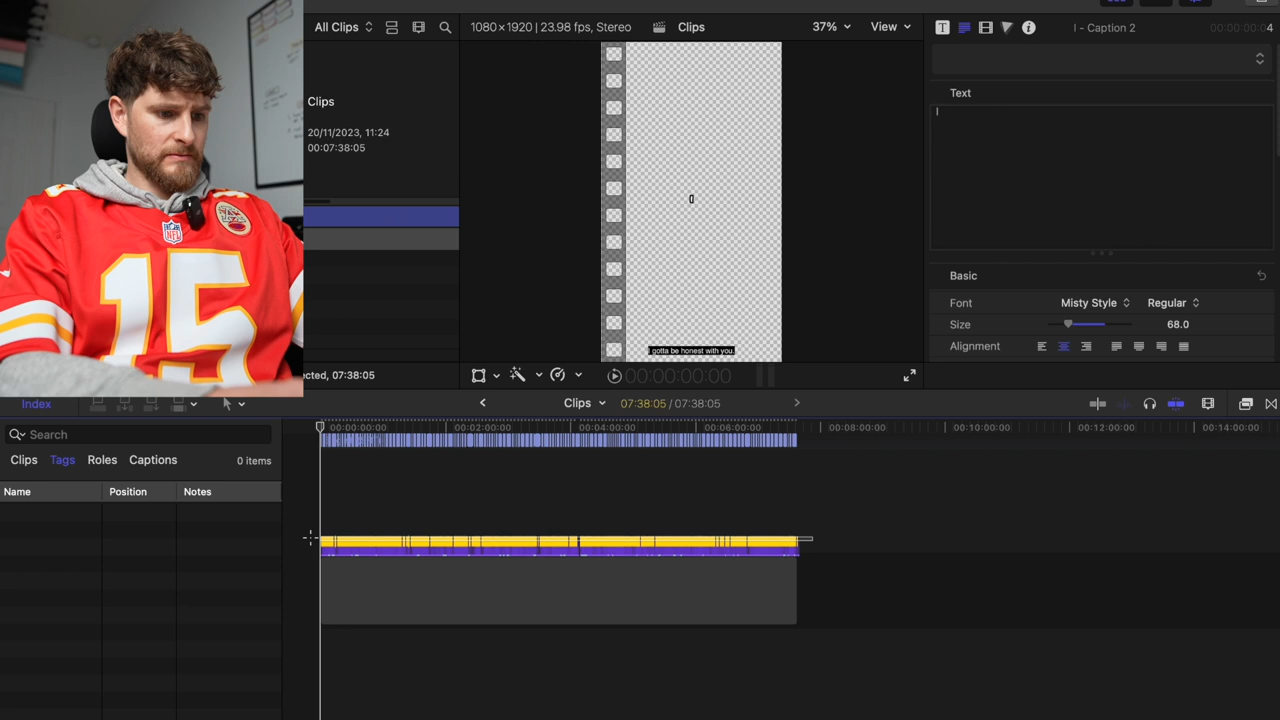 All Clips
1080×1920 | 23.98 fps, Stereo
Clips
37%
View
T
I - Caption 2
00:00:00:04
Clips
20/11/2023, 11:24
00:07:38:05
Text
I gotta be honest with you.
Basic
Font
Misty Style
Regular
Size
68.0
Alignment
15
NFL
cted, 07:38:05
00:00:00:00
Index
Clips
07:38:05 / 07:38:05
Search
Clips
Tags
Roles
Captions
0 items
Name
Position
Notes
00:00:00:00
00:02:00:00
00:04:00:00
00:06:00:00
00:08:00:00
00:10:00:00
00:12:00:00
00:14:00:00